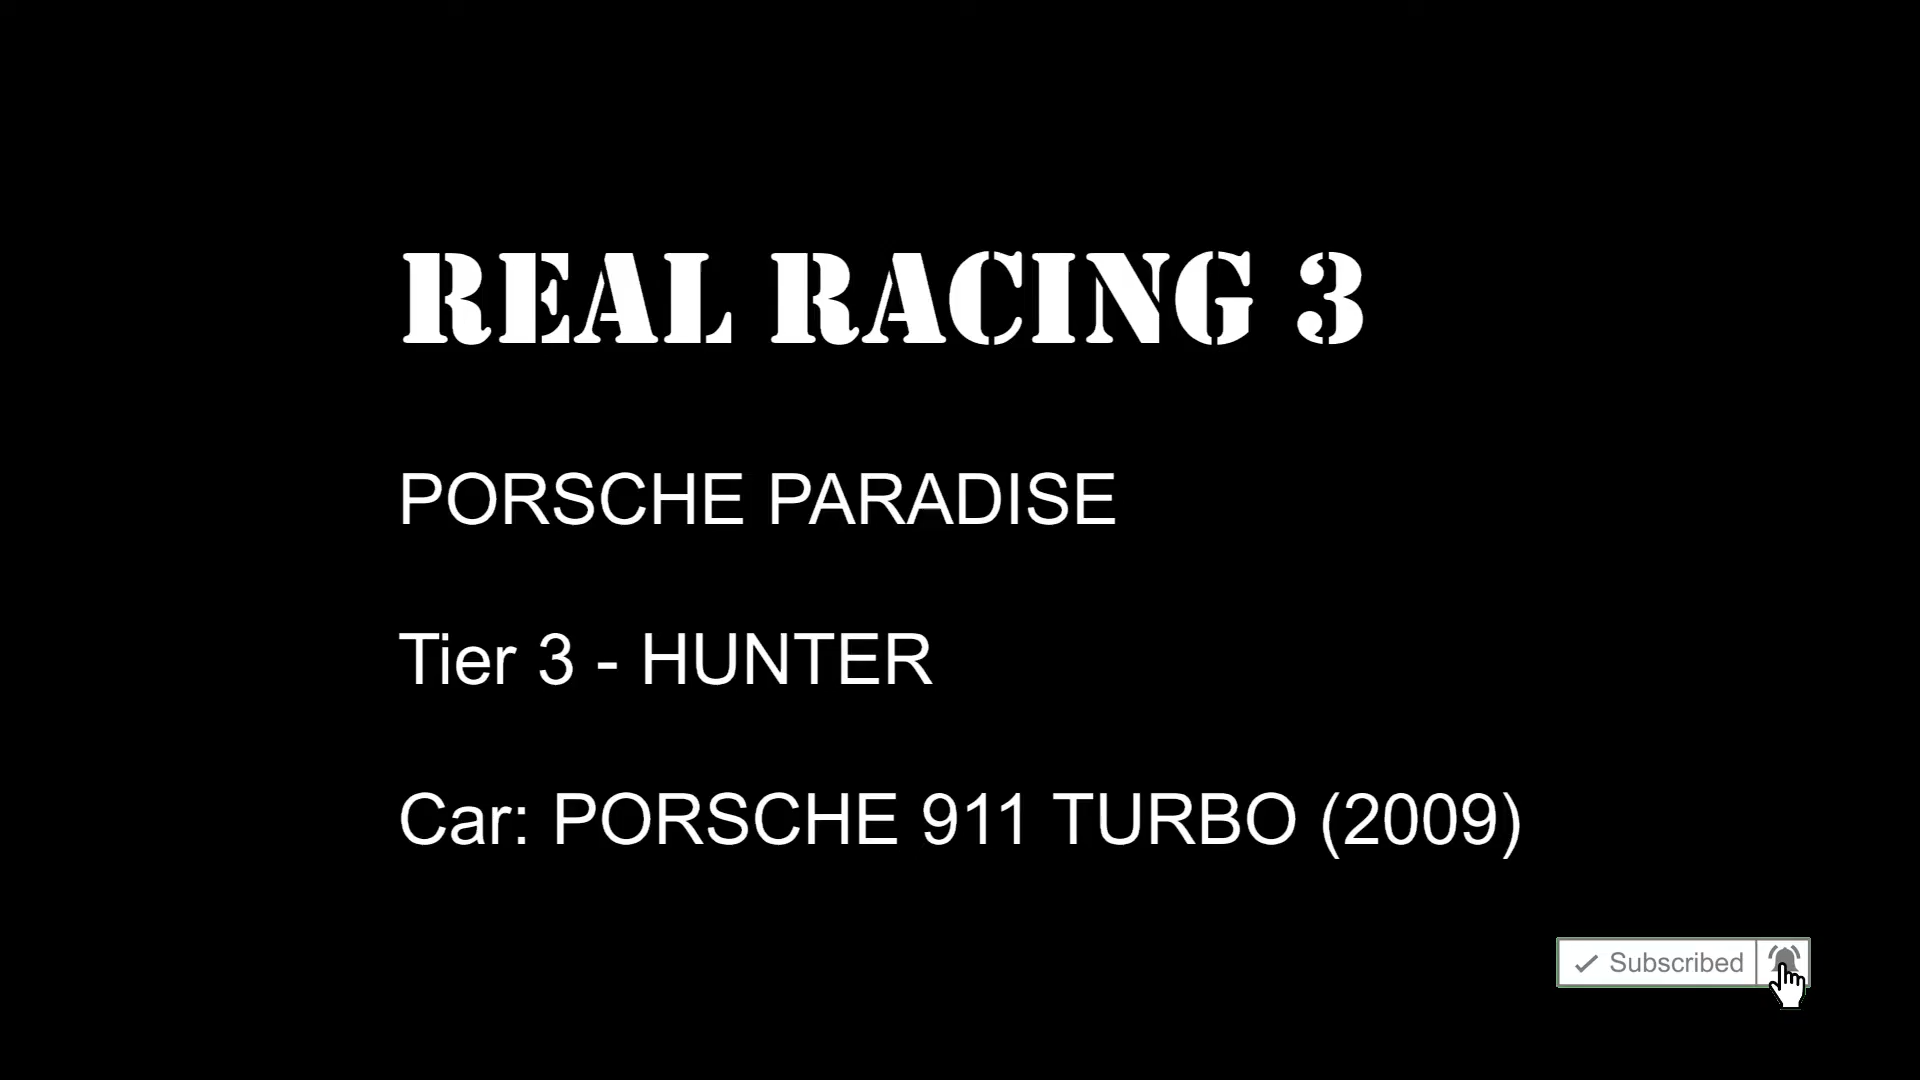 REAL RACING 3
PORSCHE PARADISE
Tier 3 - HUNTER
Car: PORSCHE 911 TURBO (2009)
Subscribed